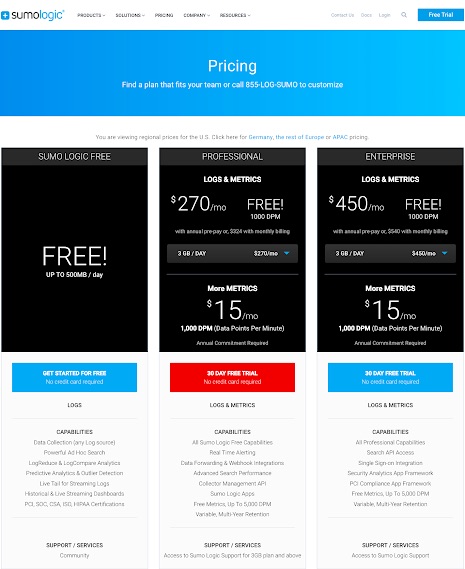 sumologic
PRODUCTS SOLUTIONS PRICING COMPANY RESOURCES Contact Us Docs Login Free Trial
Pricing
Find a plan that fits your team or call 855-LOG-SUMO to customize
You are viewing regional prices for the U.S. Click here for Germany, the rest of Europe or APAC pricing.
SUMO LOGIC FREE
FREE!
UP TO 500MB / day
GET STARTED FOR FREE
No credit card required
LOGS
CAPABILITIES
Data Collection (any Log source)
Powerful Ad Hoc Search
LogReduce & LogCompare Analytics
Predictive Analytics & Outlier Detection
Live Tail for Streaming Logs
Historical & Live Streaming Dashboards
PCI, SOC, CSA, ISO, HIPAA Certifications
SUPPORT / SERVICES
Community
PROFESSIONAL
LOGS & METRICS
$270/mo FREE!
1000 DPM
with annual pre-pay or, $324 with monthly billing
3 GB / DAY $270/mo
More METRICS
$15/mo
1,000 DPM (Data Points Per Minute)
Annual Commitment Required
30 DAY FREE TRIAL
No credit card required
LOGS & METRICS
CAPABILITIES
All Sumo Logic Free Capabilities
Real Time Alerting
Data Forwarding & Webhook Integrations
Advanced Search Performance
Collector Management API
Sumo Logic Apps
Free Metrics, Up To 5,000 DPM
Variable, Multi-Year Retention
SUPPORT / SERVICES
Access to Sumo Logic Support for 3GB plan and above
ENTERPRISE
LOGS & METRICS
$450/mo FREE!
1000 DPM
with annual pre-pay or, $540 with monthly billing
3 GB / DAY $450/mo
More METRICS
$15/mo
1,000 DPM (Data Points Per Minute)
Annual Commitment Required
30 DAY FREE TRIAL
No credit card required
LOGS & METRICS
CAPABILITIES
All Professional Capabilities
Search API Access
Single Sign-on Integration
Security Analytics App Framework
PCI Compliance App Framework
Free Metrics, Up To 5,000 DPM
Variable, Multi-Year Retention
SUPPORT / SERVICES
Access to Sumo Logic Support